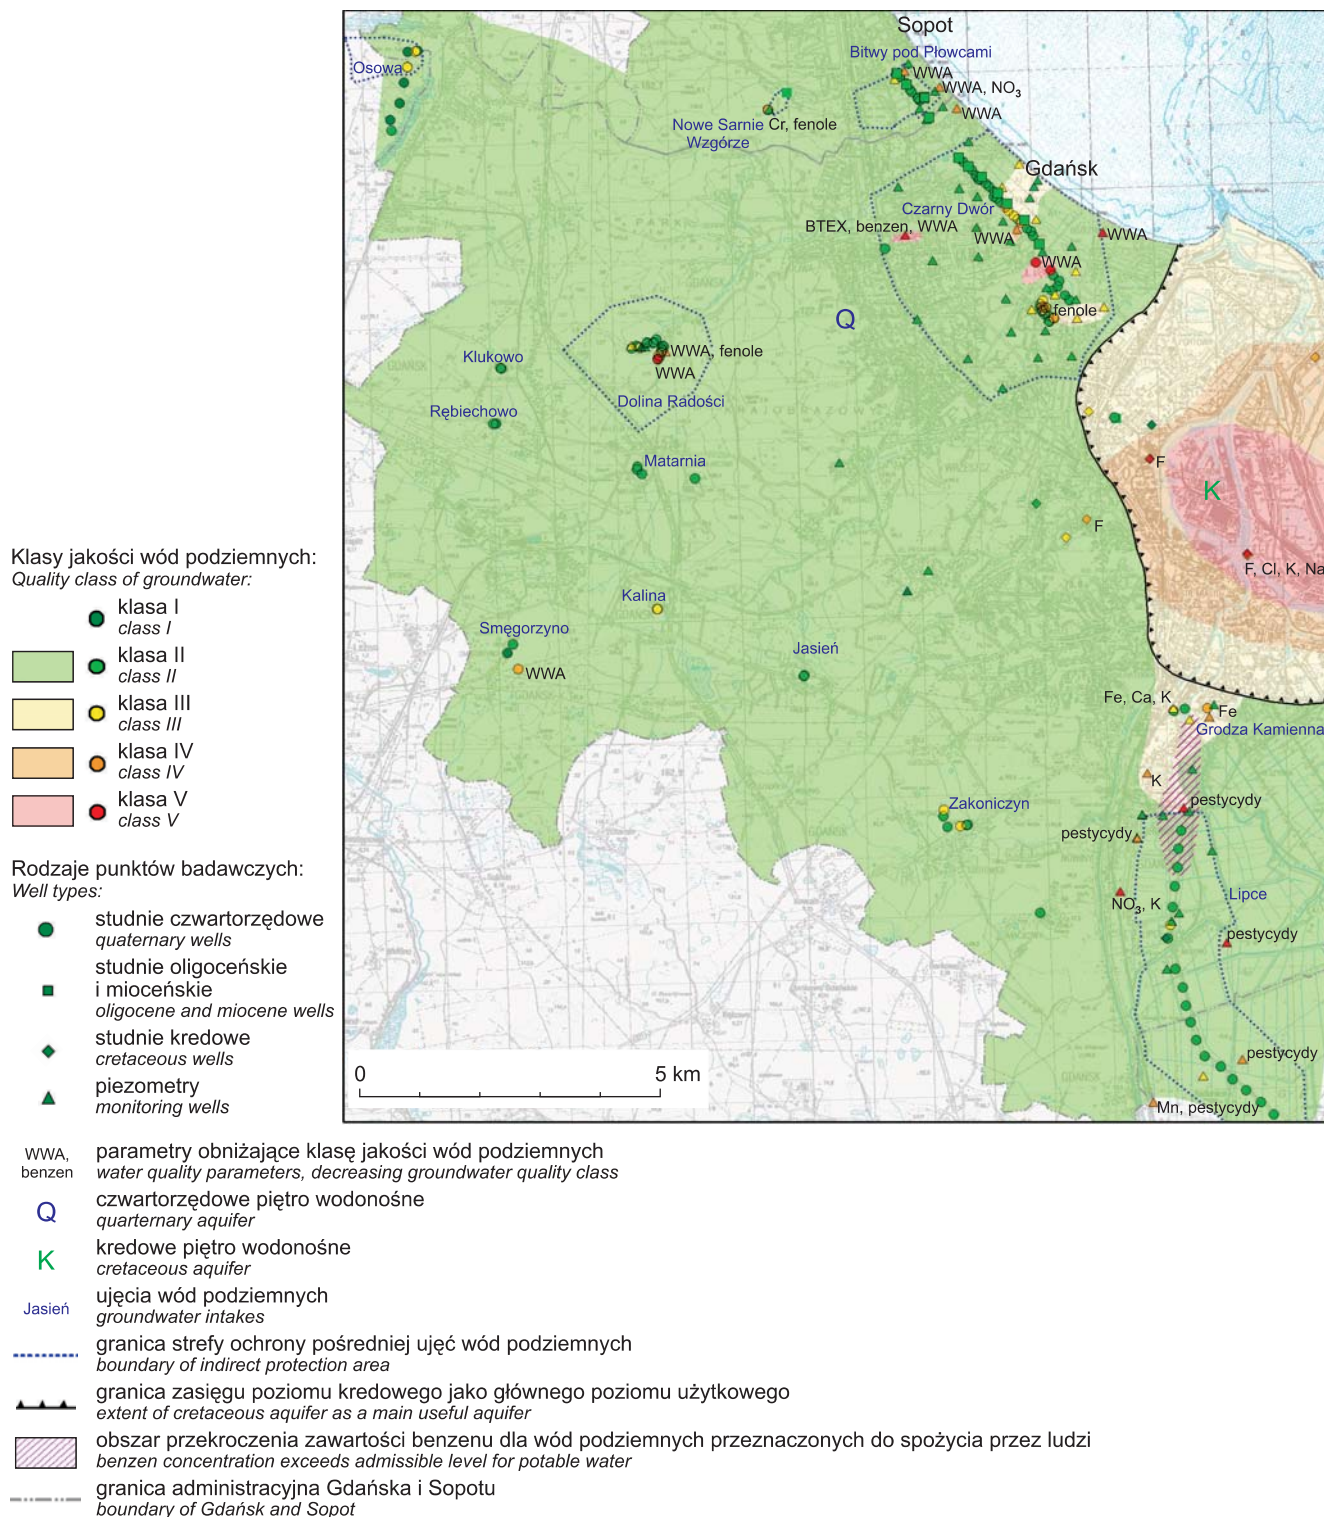 Sopot
Bitwy pod Płowcami
Osowa
WWA
WWA, NO3
WWA
Nowe Sarnie Cr, fenole
Wzgórze
Gdańsk
Czarny Dwór
BTEX, benzen, WWA
WWA
WWA
WWA
Q
fenole
Klukowo
WWA, fenole
WWA
Rębiechowo
Dolina Radości
Matarnia
F
K
F
F, Cl, K, Na
Kalina
Smęgorzyno
WWA
Jasień
Fe, Ca, K
Fe
Grodza Kamienna
K
pestycydy
Zakoniczyn
pestycydy
Lipce
NO3, K
pestycydy
pestycydy
Mn, pestycydy
0 5 km
Klasy jakości wód podziemnych:
Quality class of groundwater:
klasa I
class I
klasa II
class II
klasa III
class III
klasa IV
class IV
klasa V
class V
Rodzaje punktów badawczych:
Well types:
studnie czwartorzędowe
quaternary wells
studnie oligoceńskie
i mioceńskie
oligocene and miocene wells
studnie kredowe
cretaceous wells
piezometry
monitoring wells
WWA,
benzen
parametry obniżające klasę jakości wód podziemnych
water quality parameters, decreasing groundwater quality class
Q
czwartorzędowe piętro wodonośne
quarternary aquifer
K
kredowe piętro wodonośne
cretaceous aquifer
Jasień
ujęcia wód podziemnych
groundwater intakes
granica strefy ochrony pośredniej ujęć wód podziemnych
boundary of indirect protection area
granica zasięgu poziomu kredowego jako głównego poziomu użytkowego
extent of cretaceous aquifer as a main useful aquifer
obszar przekroczenia zawartości benzenu dla wód podziemnych przeznaczonych do spożycia przez ludzi
benzen concentration exceeds admissible level for potable water
granica administracyjna Gdańska i Sopotu
boundary of Gdańsk and Sopot